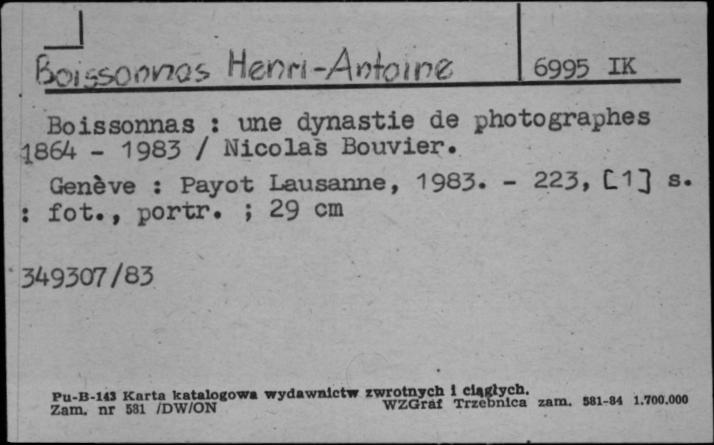 Boissonnas Henri-Antoine 6995 IK
Boissonnas : une dynastie de photographes
1864 - 1983 / Nicolas Bouvier.
Genève : Payot Lausanne, 1983. - 223, [1] s.
: fot., portr. ; 29 cm
349307/83
Pu-B-143 Karta katalogowa wydawnictw zwrotnych i ciągłych.
Zam. nr 581 /DW/ON WZGraf Trzebnica zam. 581-84 1.700.000